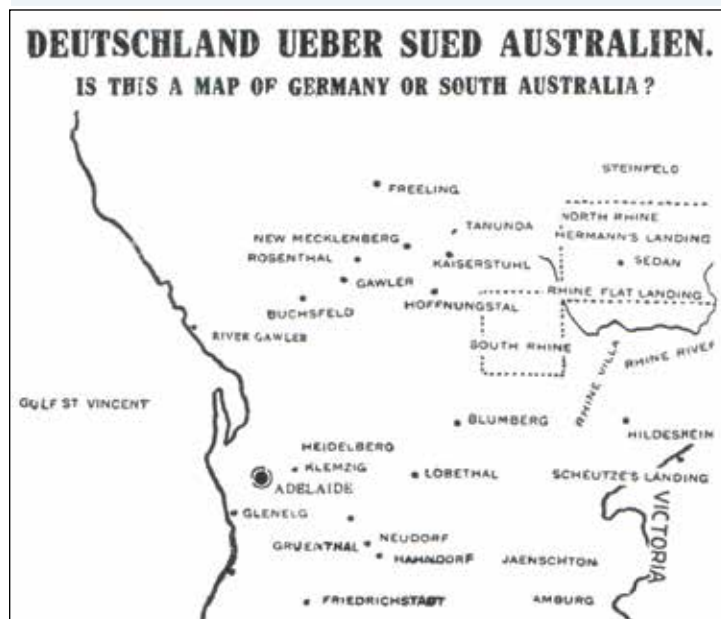 DEUTSCHLAND UEBER SUED AUSTRALIEN.
IS THIS A MAP OF GERMANY OR SOUTH AUSTRALIA?
STEINFELD
FREELING
NORTH RHINE
TANUNDA
HERMANN'S LANDING
NEW MECKLENBERG
ROSENTHAL
KAISERSTUHL
SEDAN
GAWLER
RHINE FLAT LANDING
HOFFNUNGSTAL
BUCHSFELD
RIVER GAWLER
SOUTH RHINE
RHINE RIVER
RHINE VILLA
GULF ST VINCENT
BLUMBERG
HILDESHEIM
HEIDELBERG
KLEMZIG
LOBETHAL
SCHEUTZE'S LANDING
ADELAIDE
VICTORIA
GLENELG
NEUDORF
GRUENTHAL
HAHNDORF
JAENSCHTON
FRIEDRICHSTADT
AMBURG